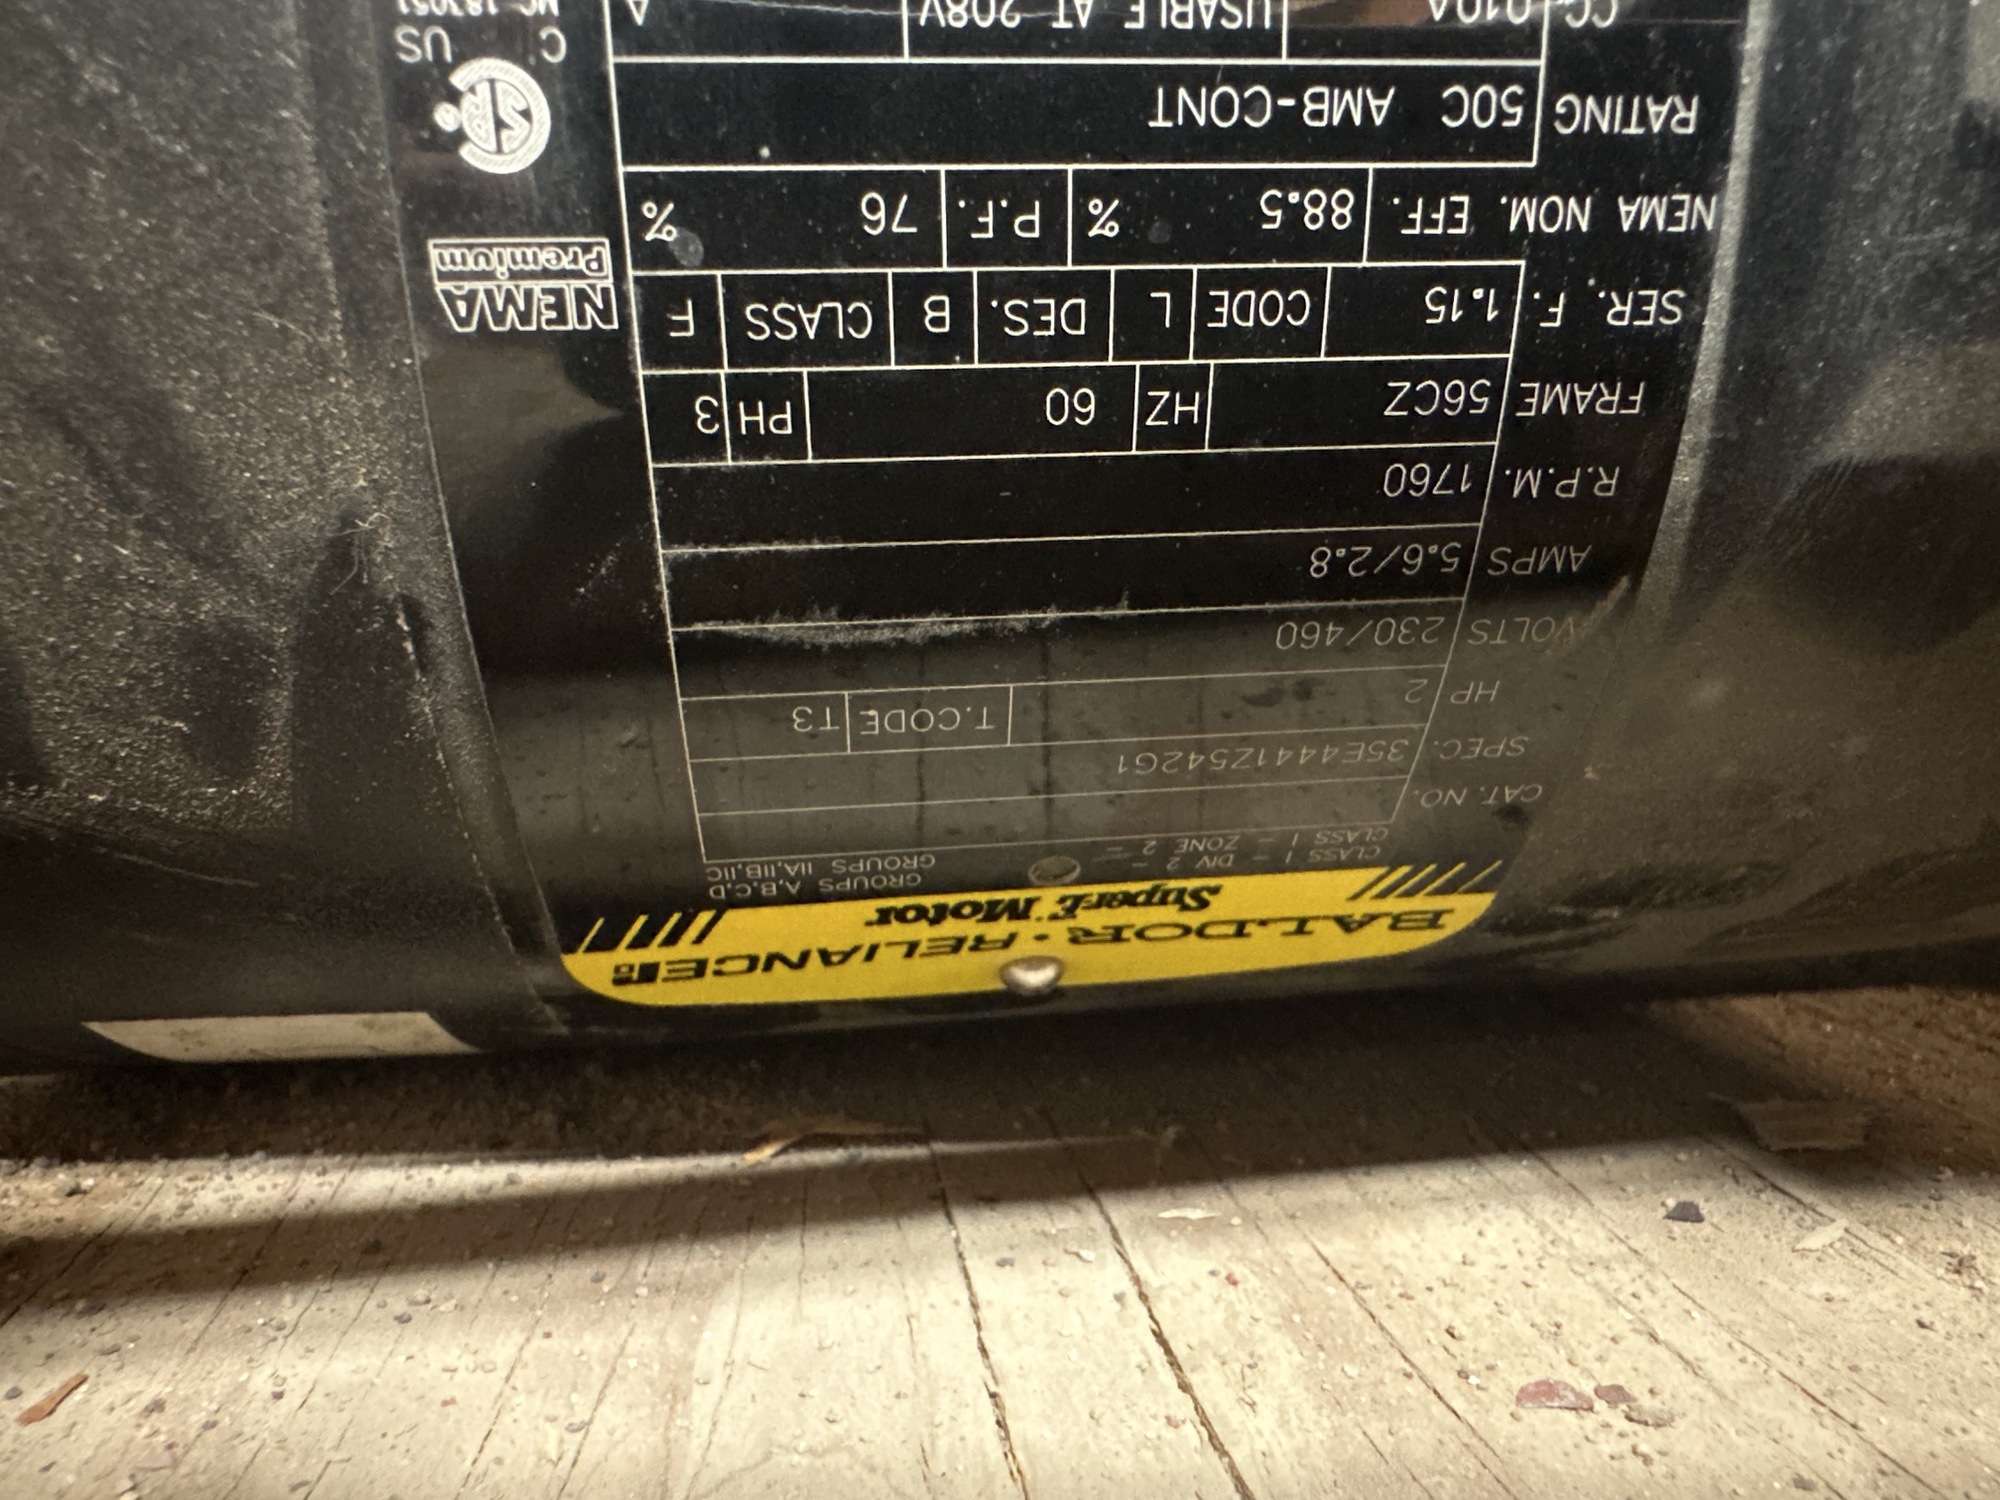 BALDOR · RELIANCE
SuperE Motor
CLASS I - DIV 2 - GROUPS A,B,C,D
CLASS I - ZONE 2 - GROUPS IIA,IIB,IIC
CAT. NO.
SPEC. 35E4441Z542G1
HP 2 T.CODE T3
VOLTS 230/460
AMPS 5.6/2.8
R.P.M. 1760
FRAME 56CZ HZ 60 PH 3
SER. F. 1.15 CODE L DES. B CLASS F
NEMA NOM. EFF. 88.5 % P.F. 76 %
RATING 50C AMB-CONT
CC 010A USABLE AT 208V A
NEMA
Premium
C US